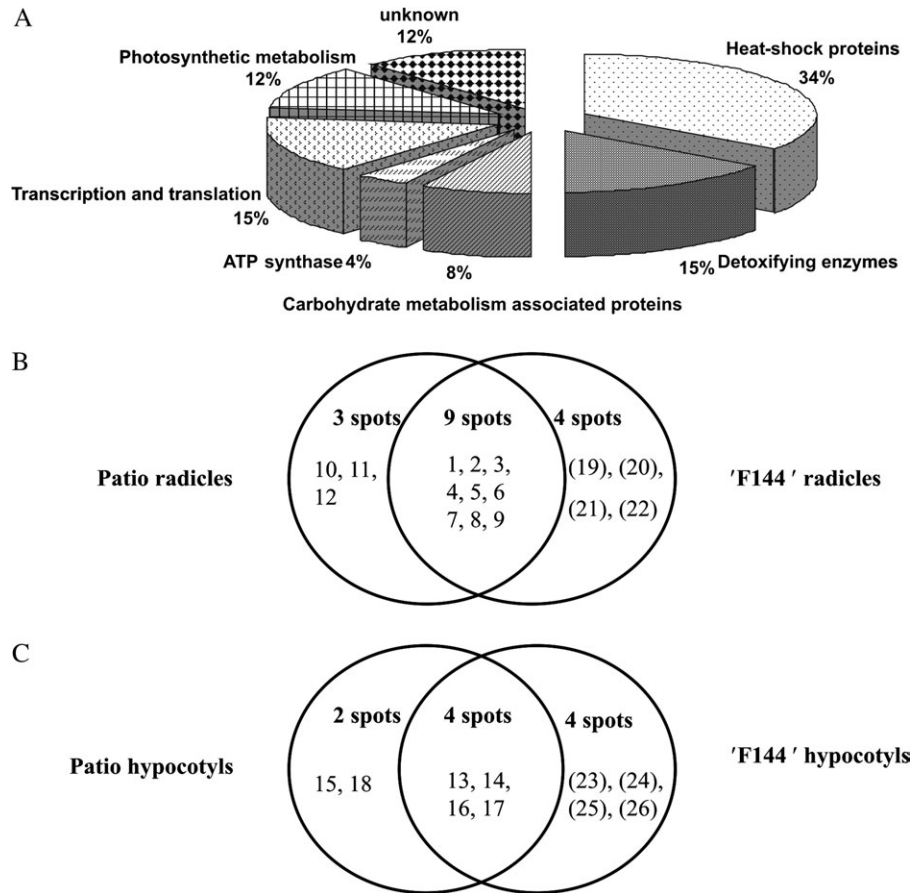 A
unknown
12%
Photosynthetic metabolism
12%
Heat-shock proteins
34%
Transcription and translation
15%
ATP synthase 4%
8%
15% Detoxifying enzymes
Carbohydrate metabolism associated proteins
B
3 spots
9 spots
4 spots
Patio radicles
10, 11,
12
1, 2, 3,
4, 5, 6
7, 8, 9
(19), (20),
(21), (22)
'F144 ' radicles
C
2 spots
4 spots
4 spots
Patio hypocotyls
15, 18
13, 14,
16, 17
(23), (24),
(25), (26)
'F144 ' hypocotyls